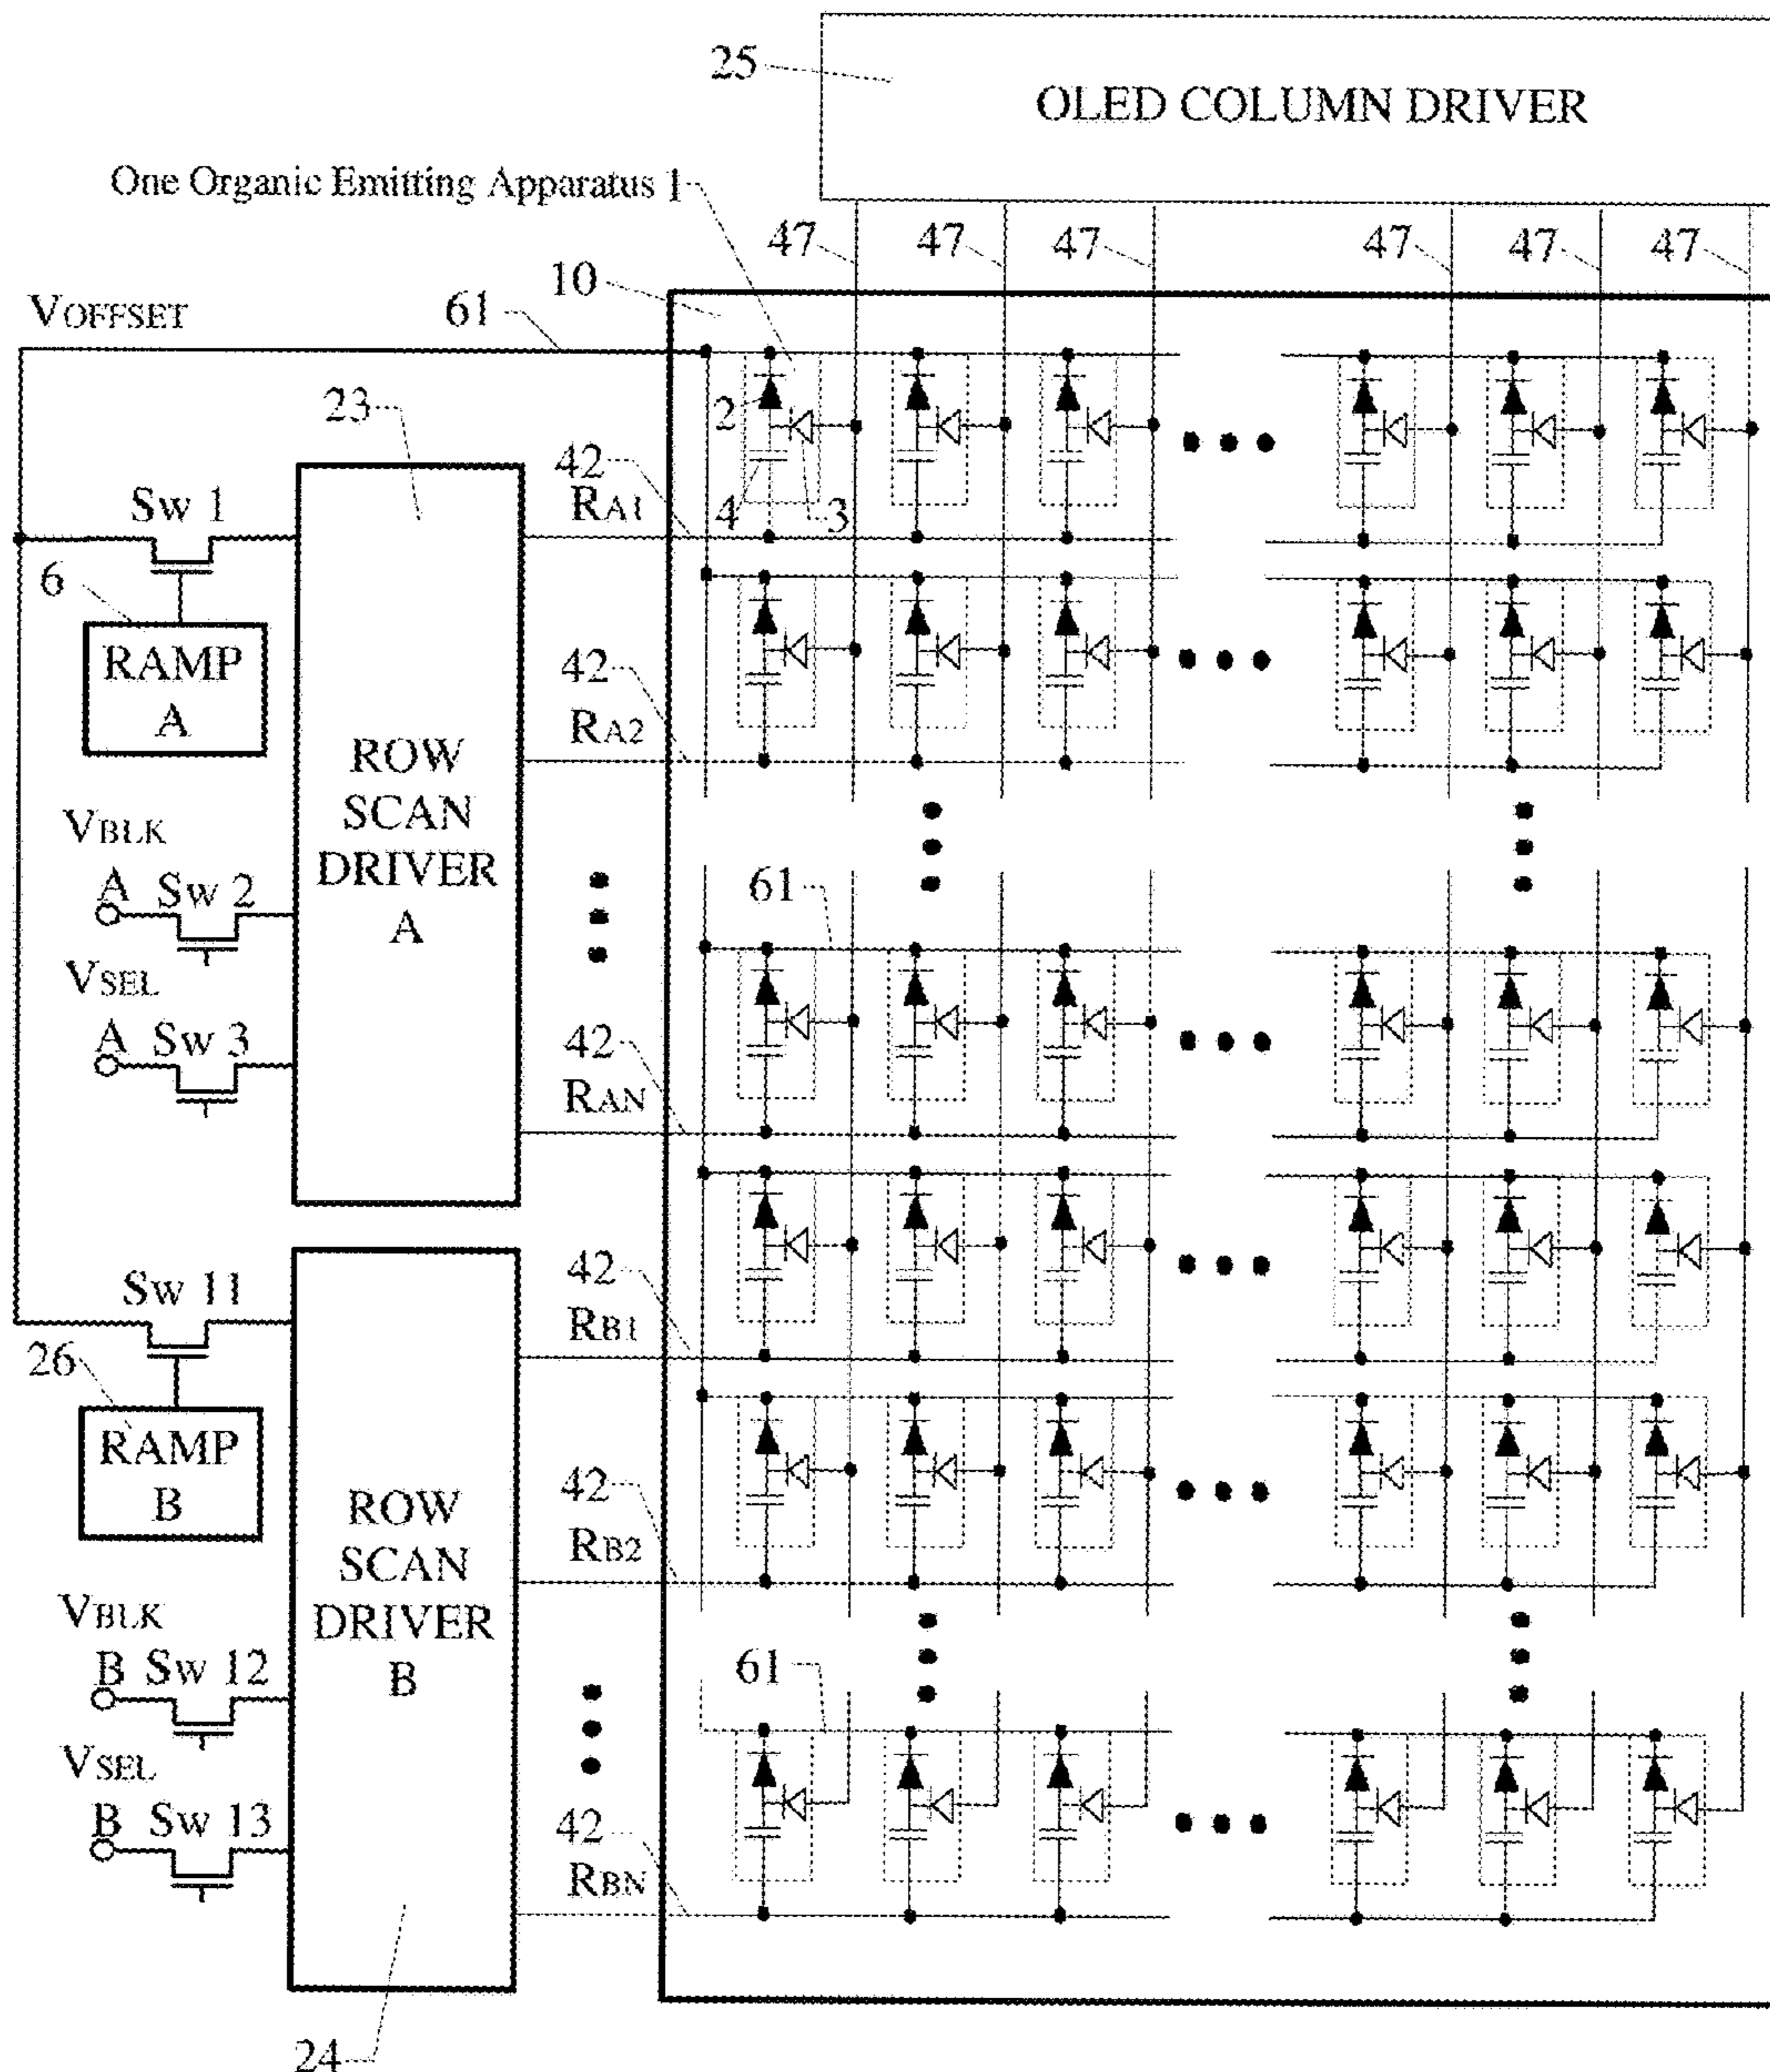 25
OLED COLUMN DRIVER
One Organic Emitting Apparatus 1
47 47 47 47 47 47
10
VOFFSET
61
23
2
42
Sw 1
4
3
RA1
6
RAMP
A
42
RA2
ROW
SCAN
DRIVER
A
VBLK
A Sw 2
61
VSEL
A Sw 3
42
RAN
Sw 11
42
RB1
26
RAMP
B
42
RB2
ROW
SCAN
DRIVER
B
VBLK
B Sw 12
61
VSEL
B Sw 13
42
RBN
24